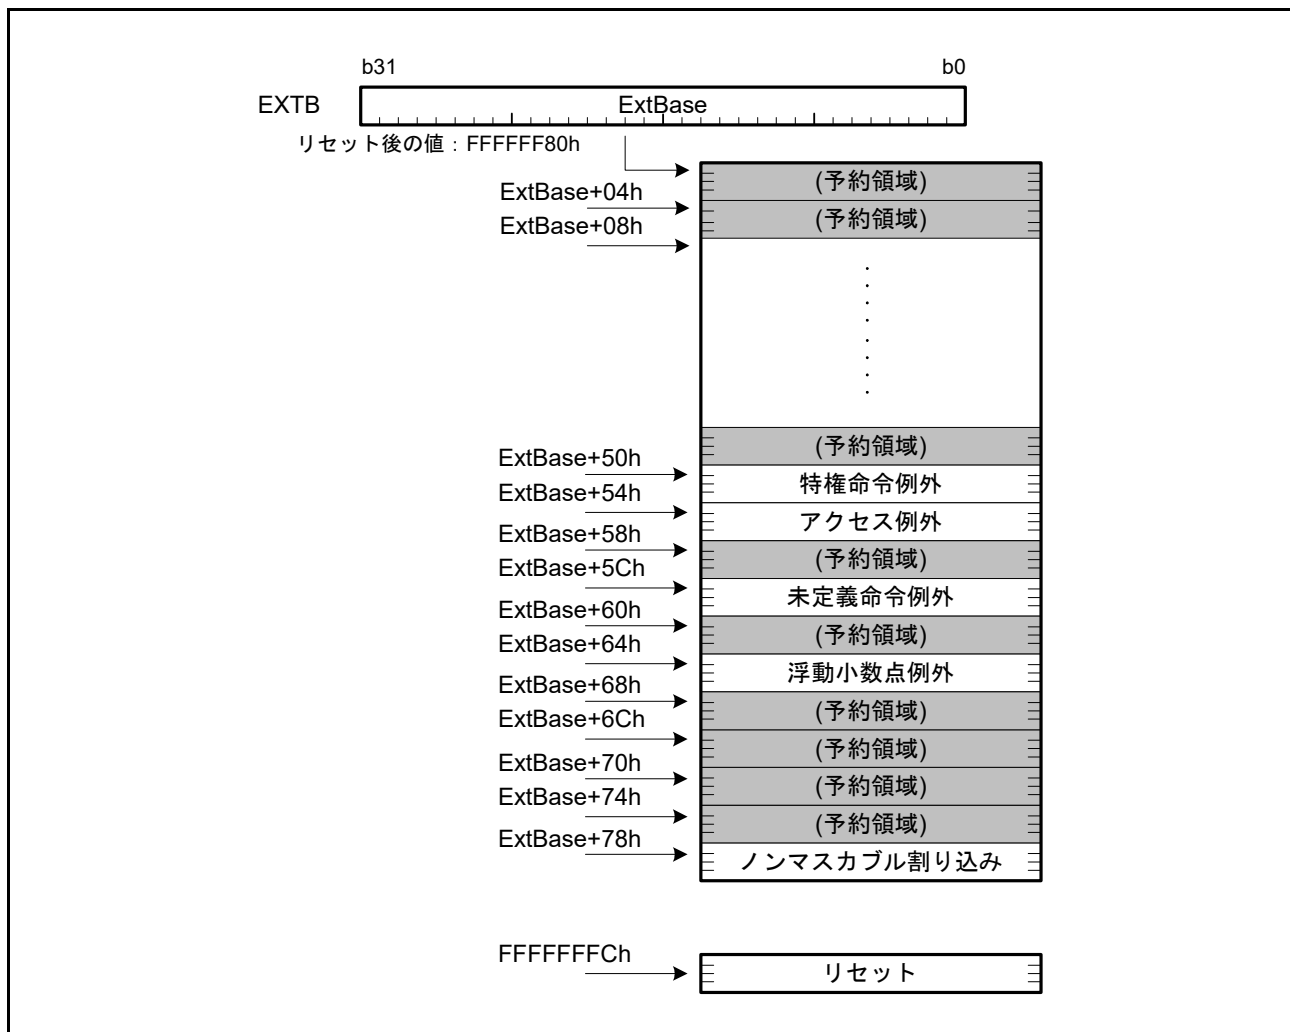 b31 b0
EXTB ExtBase
リセット後の値：FFFFFF80h
(予約領域)
ExtBase+04h
(予約領域)
ExtBase+08h
(予約領域)
ExtBase+50h
特権命令例外
ExtBase+54h
アクセス例外
ExtBase+58h
(予約領域)
ExtBase+5Ch
未定義命令例外
ExtBase+60h
(予約領域)
ExtBase+64h
浮動小数点例外
ExtBase+68h
(予約領域)
ExtBase+6Ch
(予約領域)
ExtBase+70h
(予約領域)
ExtBase+74h
(予約領域)
ExtBase+78h
ノンマスカブル割り込み
FFFFFFFCh
リセット